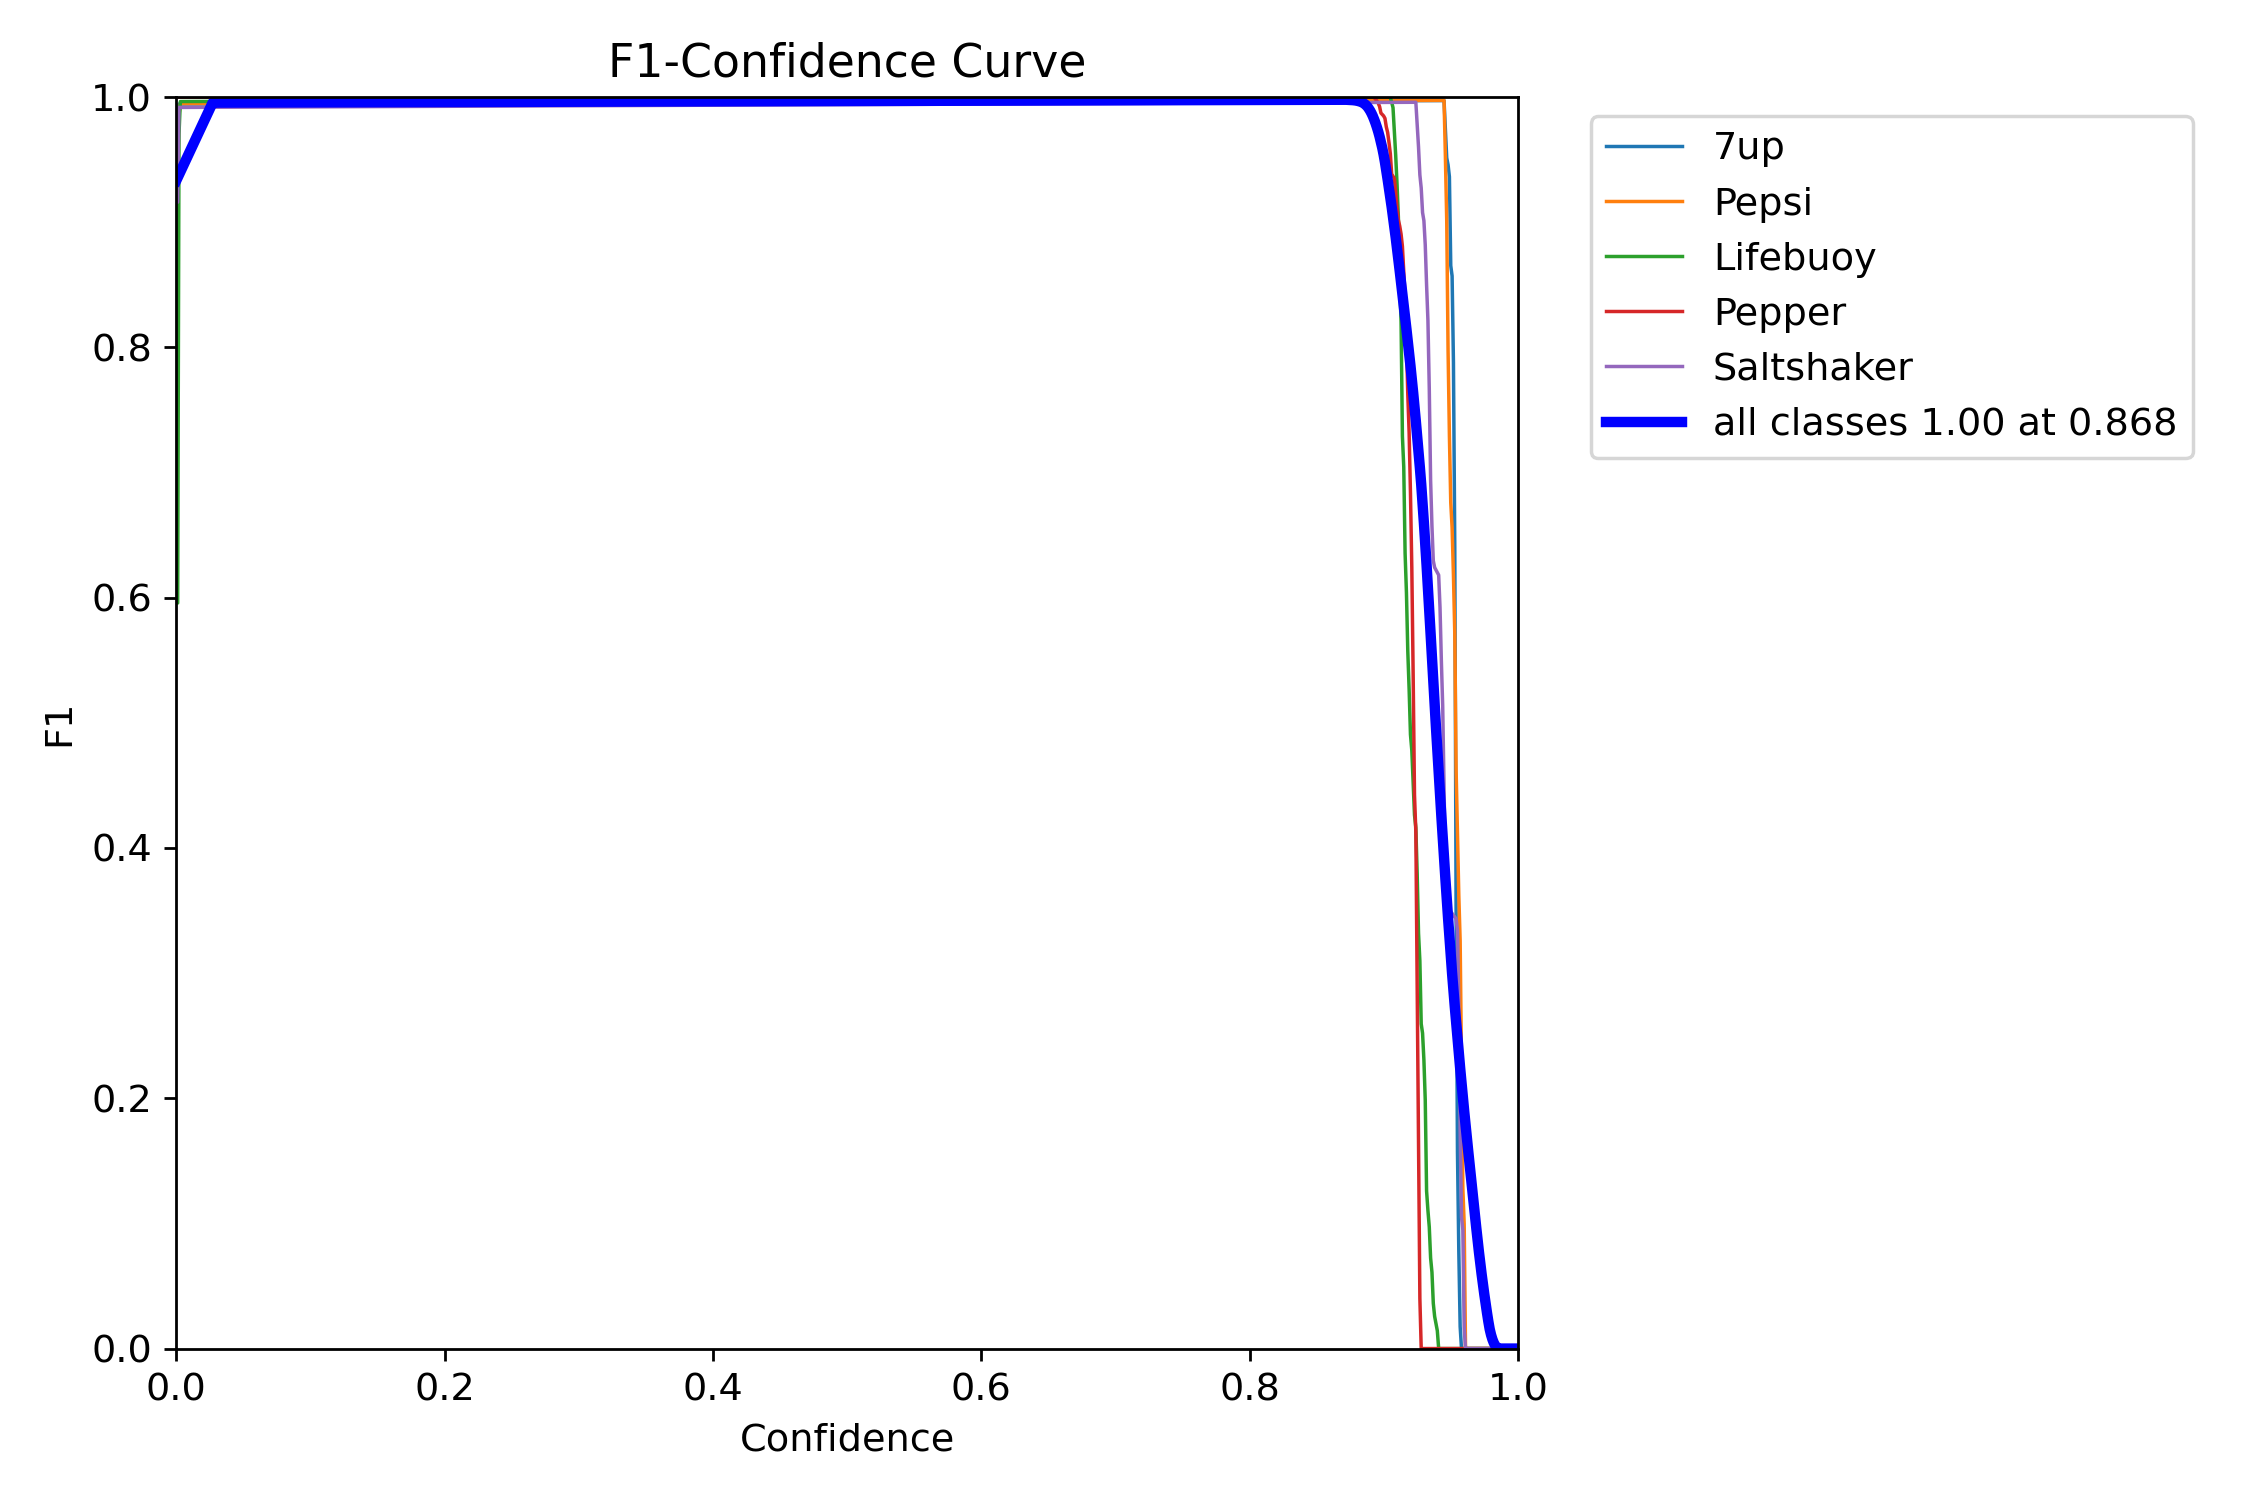 F1-Confidence Curve
1.0
0.8
0.6
0.4
0.2
0.0
F1
0.0 0.2 0.4 0.6 0.8 1.0
Confidence
7up
Pepsi
Lifebuoy
Pepper
Saltshaker
all classes 1.00 at 0.868